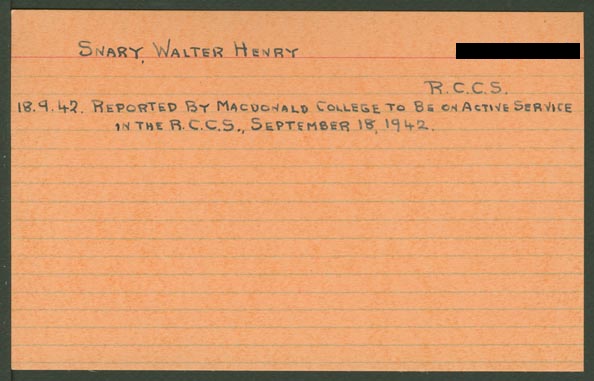 SNARY, WALTER HENRY
R.C.C.S.
18.9.42. REPORTED BY MACDONALD COLLEGE TO BE ON ACTIVE SERVICE
IN THE R.C.C.S., SEPTEMBER 18, 1942.